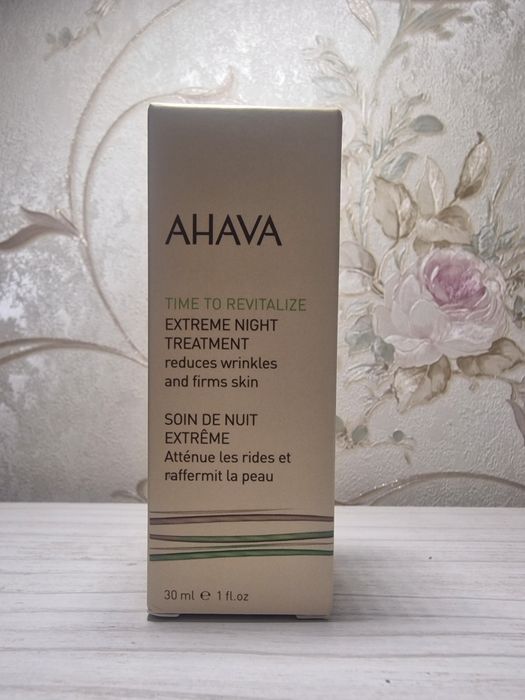 AHAVA
TIME TO REVITALIZE
EXTREME NIGHT
TREATMENT
reduces wrinkles
and firms skin
SOIN DE NUIT
EXTRÊME
Atténue les rides et
raffermit la peau
30 ml ℮ 1 fl.oz